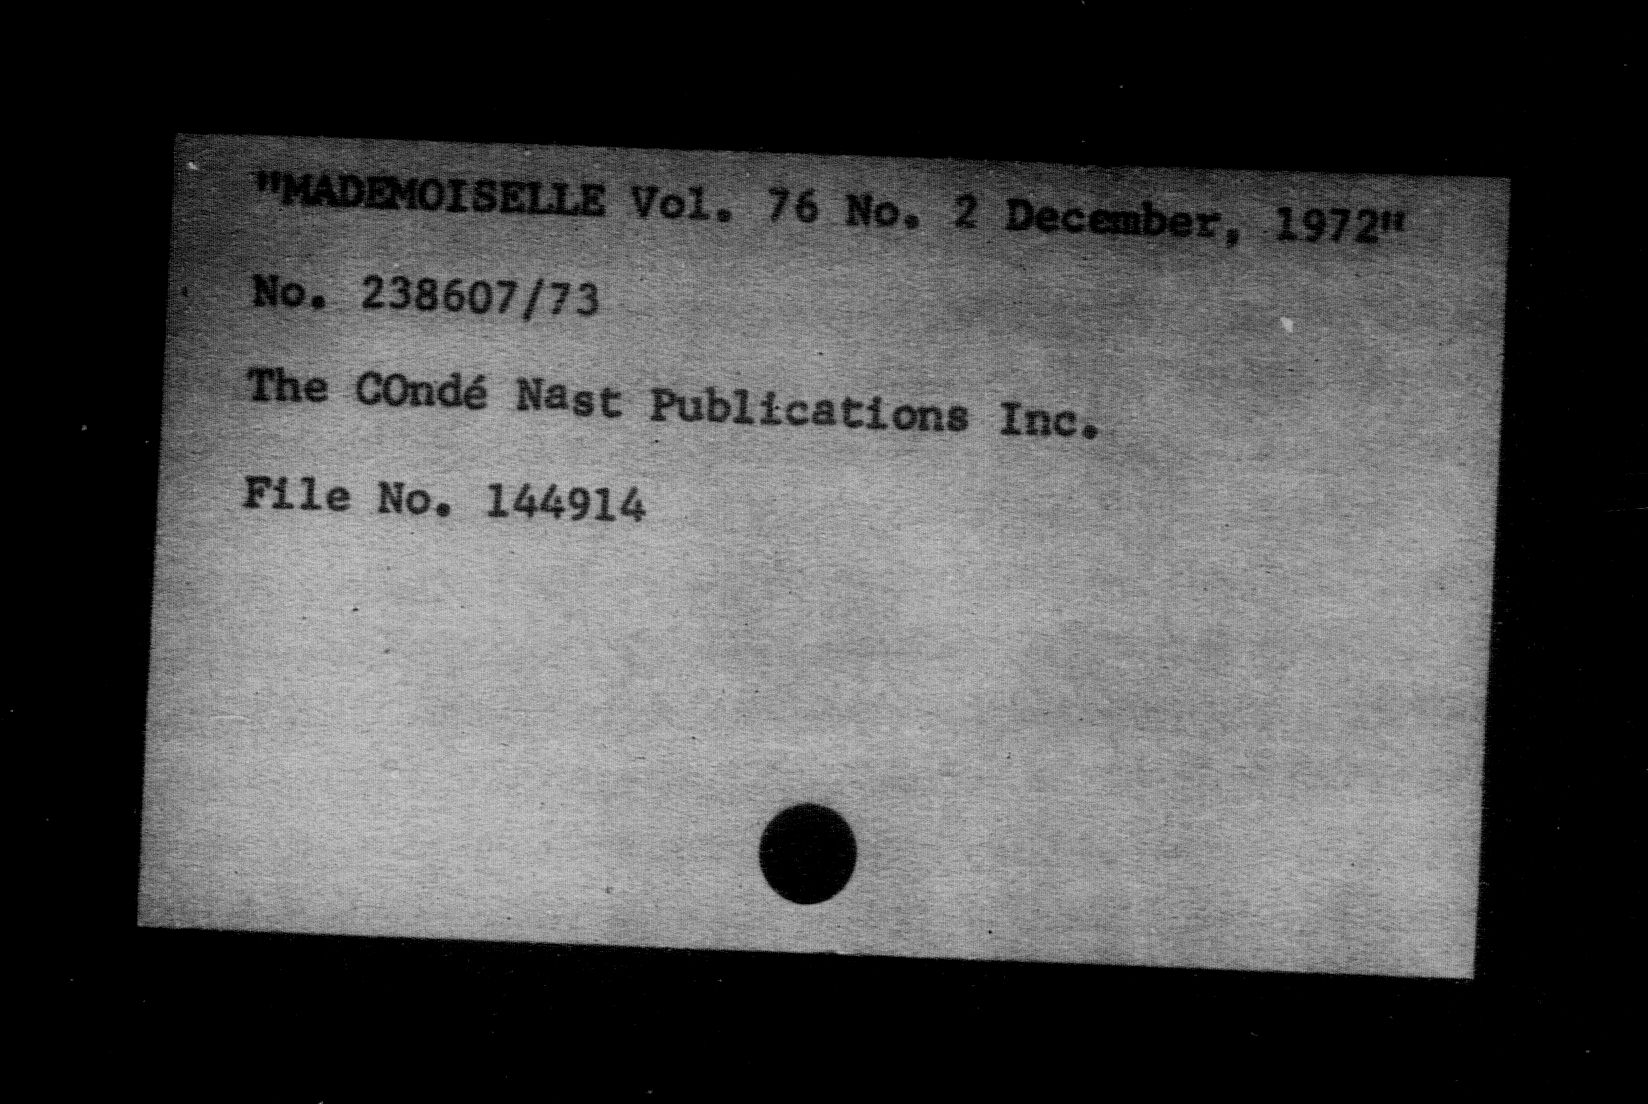 "MADEMOISELLE Vol. 76 No. 2 December, 1972"
No. 238607/73
The COndé Nast Publications Inc.
File No. 144914